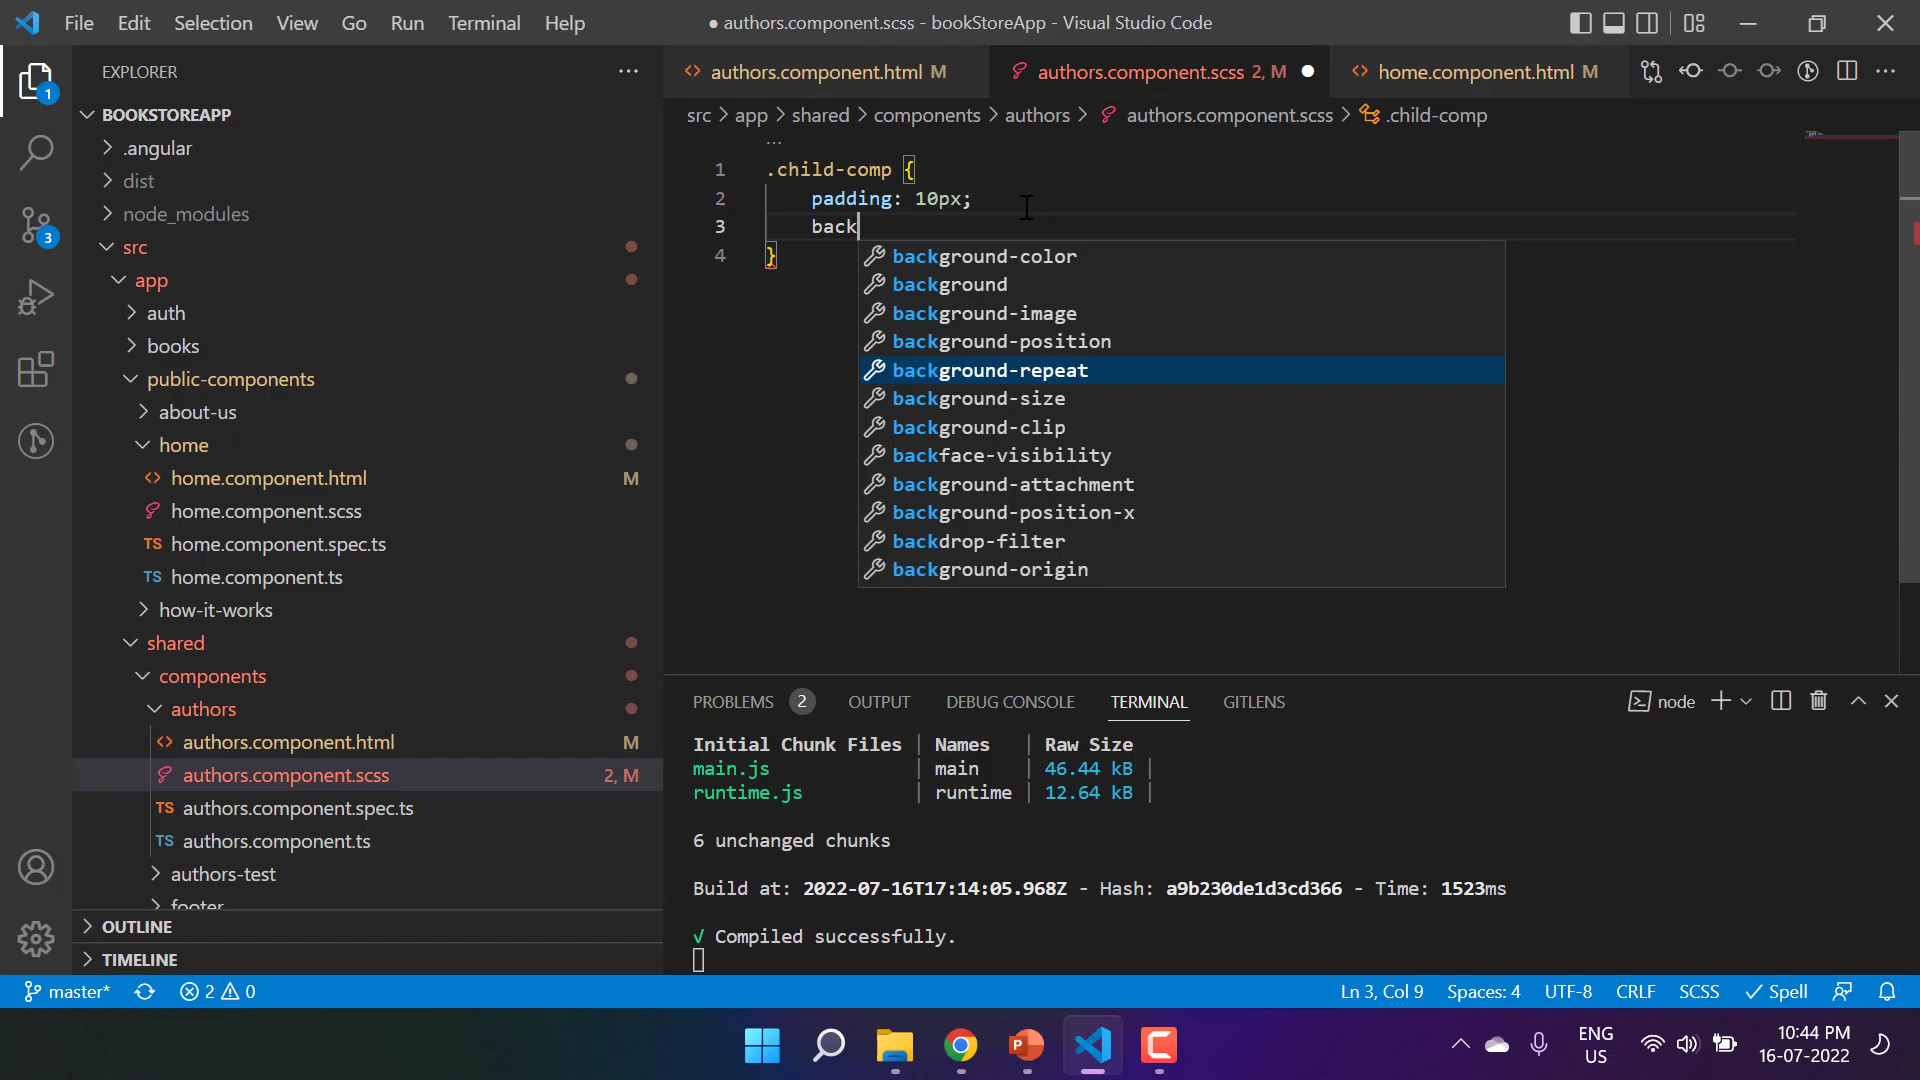 File Edit Selection View Go Run Terminal Help
● authors.component.scss - bookStoreApp - Visual Studio Code
EXPLORER
1
BOOKSTOREAPP
.angular
dist
node_modules
3
src
app
auth
books
public-components
about-us
home
home.component.html M
home.component.scss
TS home.component.spec.ts
TS home.component.ts
how-it-works
shared
components
authors
authors.component.html M
authors.component.scss 2, M
TS authors.component.spec.ts
TS authors.component.ts
authors-test
footer
OUTLINE
TIMELINE
authors.component.html M
authors.component.scss 2, M ●
home.component.html M
src > app > shared > components > authors > authors.component.scss > .child-comp
...
1 .child-comp {
2 padding: 10px;
3 back
4 }
background-color
background
background-image
background-position
background-repeat
background-size
background-clip
backface-visibility
background-attachment
background-position-x
backdrop-filter
background-origin
PROBLEMS 2 OUTPUT DEBUG CONSOLE TERMINAL GITLENS
node
Initial Chunk Files | Names | Raw Size
main.js | main | 46.44 kB |
runtime.js | runtime | 12.64 kB |
6 unchanged chunks
Build at: 2022-07-16T17:14:05.968Z - Hash: a9b230de1d3cd366 - Time: 1523ms
√ Compiled successfully.
master* 2 0
Ln 3, Col 9 Spaces: 4 UTF-8 CRLF SCSS Spell
P
C
ENG
US
10:44 PM
16-07-2022